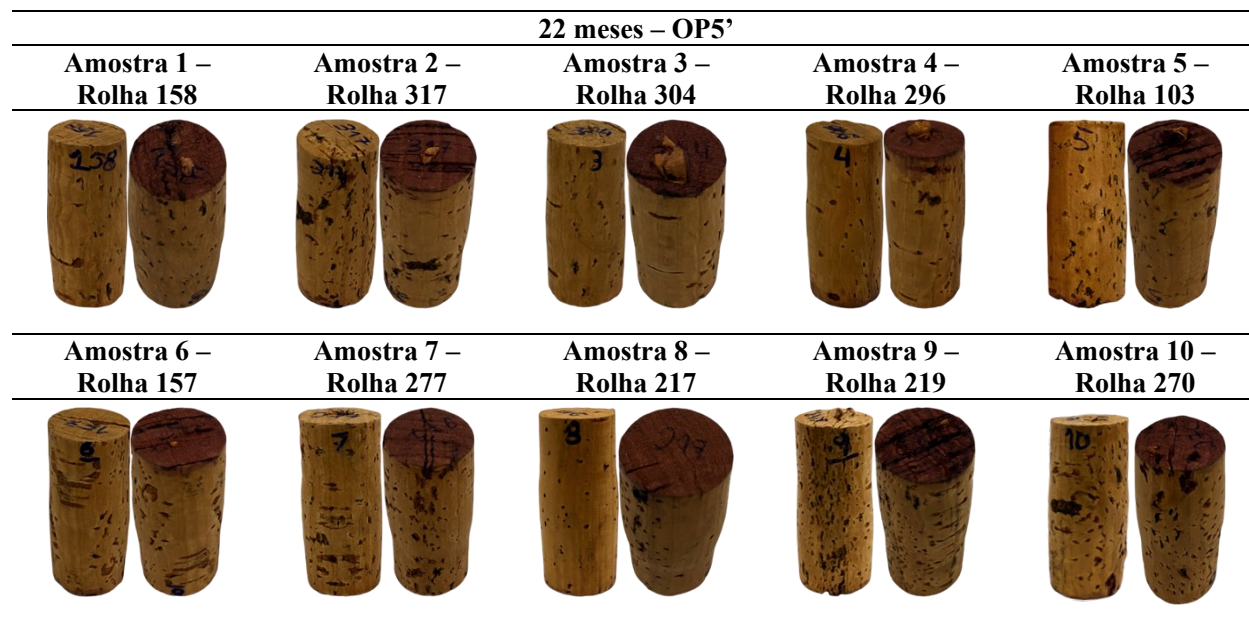 22 meses – OP5’
Amostra 1 –
Rolha 158
Amostra 2 –
Rolha 317
Amostra 3 –
Rolha 304
Amostra 4 –
Rolha 296
Amostra 5 –
Rolha 103
158
317
3
4
5
Amostra 6 –
Rolha 157
Amostra 7 –
Rolha 277
Amostra 8 –
Rolha 217
Amostra 9 –
Rolha 219
Amostra 10 –
Rolha 270
6
7
8
217
9
10